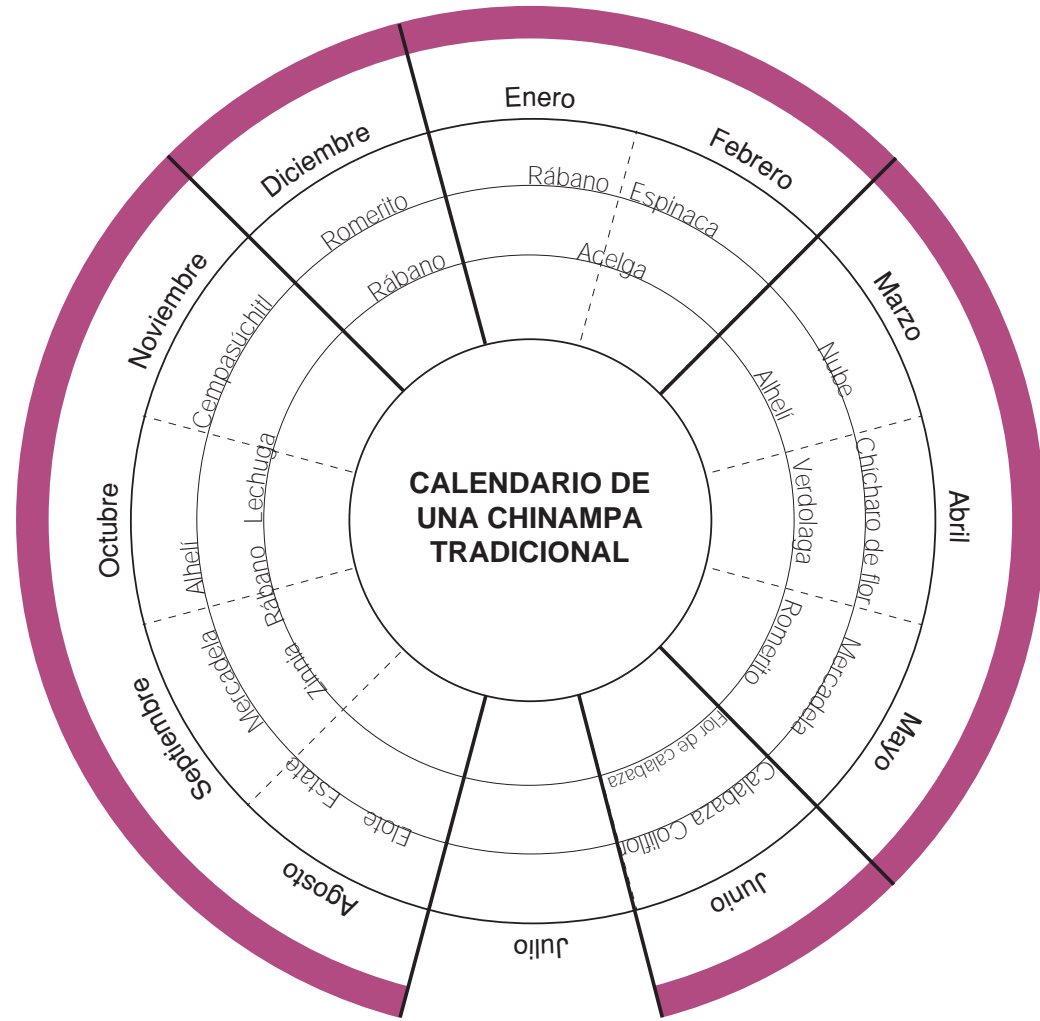 CALENDARIO DE
UNA CHINAMPA
TRADICIONAL
Enero
Rábano
Acelga
Febrero
Espinaca
Marzo
Nube
Alhelí
Abril
Chícharo de flor
Verdolaga
Mayo
Mercadela
Romerito
Junio
Calabaza Coliflor
Flor de calabaza
Julio
Agosto
Elote
Estate
Septiembre
Mercadela
Zinnia
Octubre
Alhelí
Lechuga
Rábano
Noviembre
Cempasúchitl
Diciembre
Romerito
Rábano